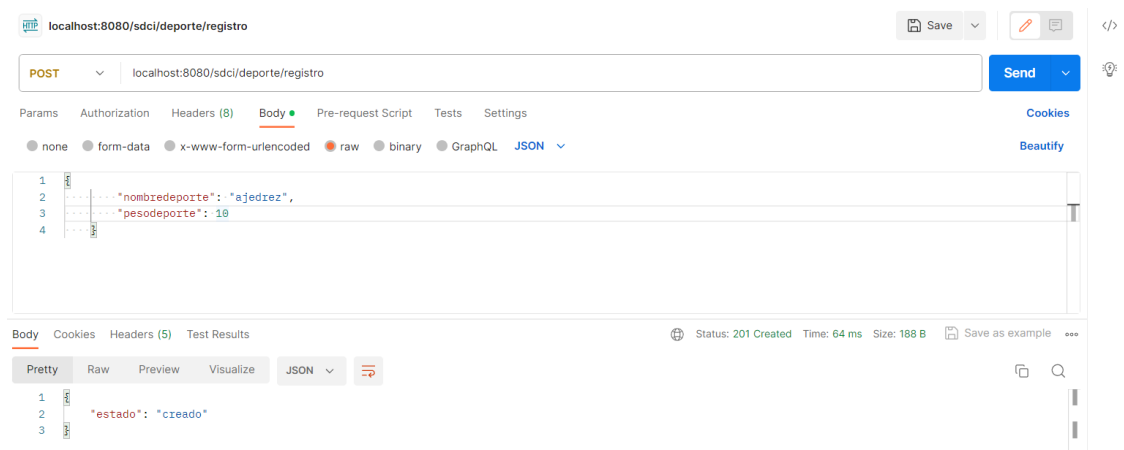 HTTP localhost:8080/sdci/deporte/registro Save
POST localhost:8080/sdci/deporte/registro Send
Params Authorization Headers (8) Body Pre-request Script Tests Settings Cookies
none form-data x-www-form-urlencoded raw binary GraphQL JSON Beautify
1 {
2 "nombredeporte": "ajedrez",
3 "pesodeporte": 10
4 }
Body Cookies Headers (5) Test Results Status: 201 Created Time: 64 ms Size: 188 B Save as example
Pretty Raw Preview Visualize JSON
1 {
2 "estado": "creado"
3 }